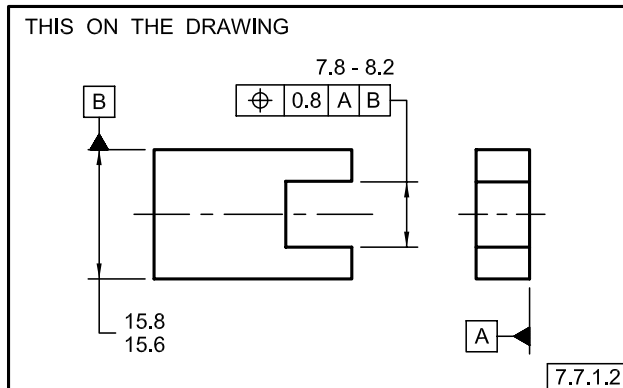 THIS ON THE DRAWING
7.8 - 8.2
B
⌖ 0.8 A B
15.8
15.6
A
7.7.1.2